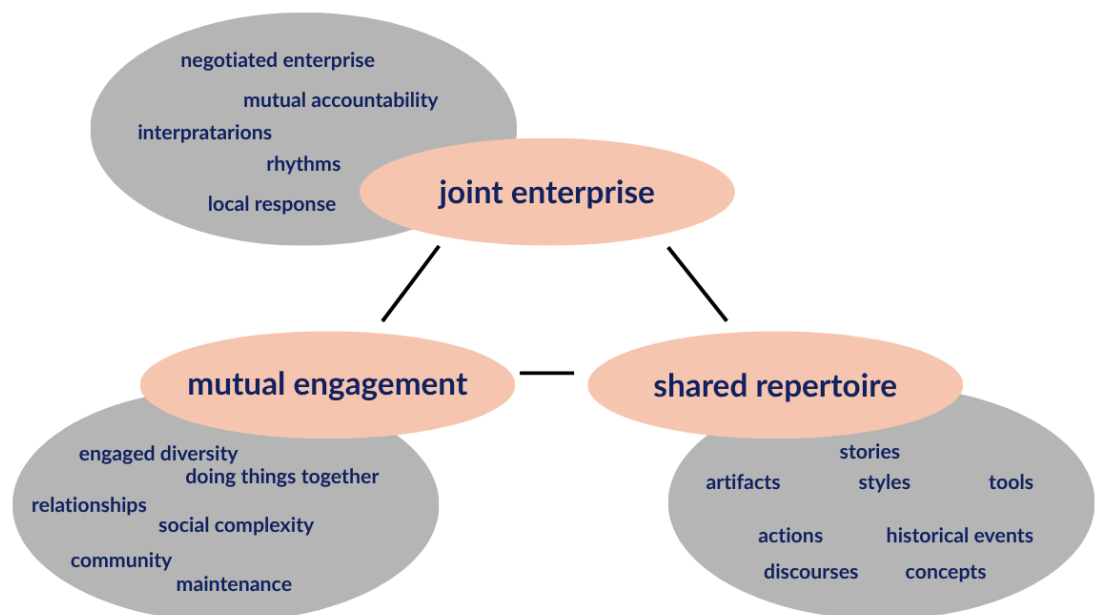 negotiated enterprise
mutual accountability
interpratarions
rhythms
local response
joint enterprise
mutual engagement
engaged diversity
doing things together
relationships
social complexity
community
maintenance
shared repertoire
stories
artifacts styles tools
actions historical events
discourses concepts